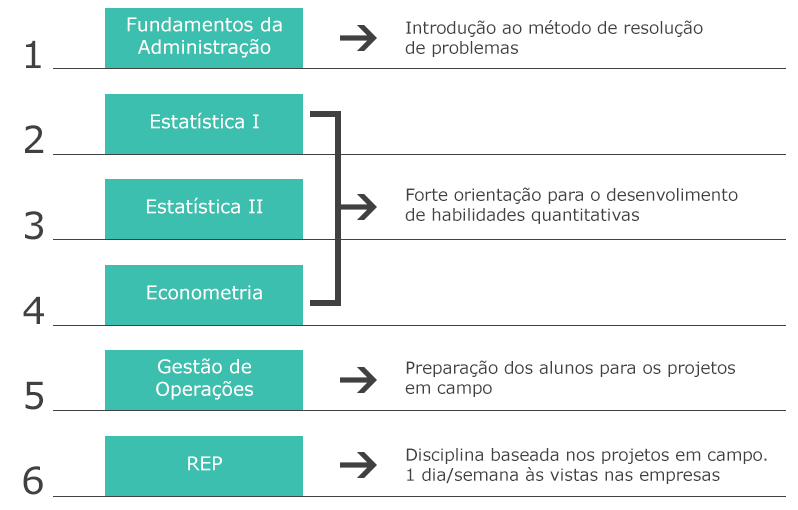 Fundamentos da
Administração
Introdução ao método de resolução
de problemas
1
Estatística I
2
Estatística II
Forte orientação para o desenvolimento
de habilidades quantitativas
3
Econometria
4
Gestão de
Operações
Preparação dos alunos para os projetos
em campo
5
REP
Disciplina baseada nos projetos em campo.
1 dia/semana às vistas nas empresas
6